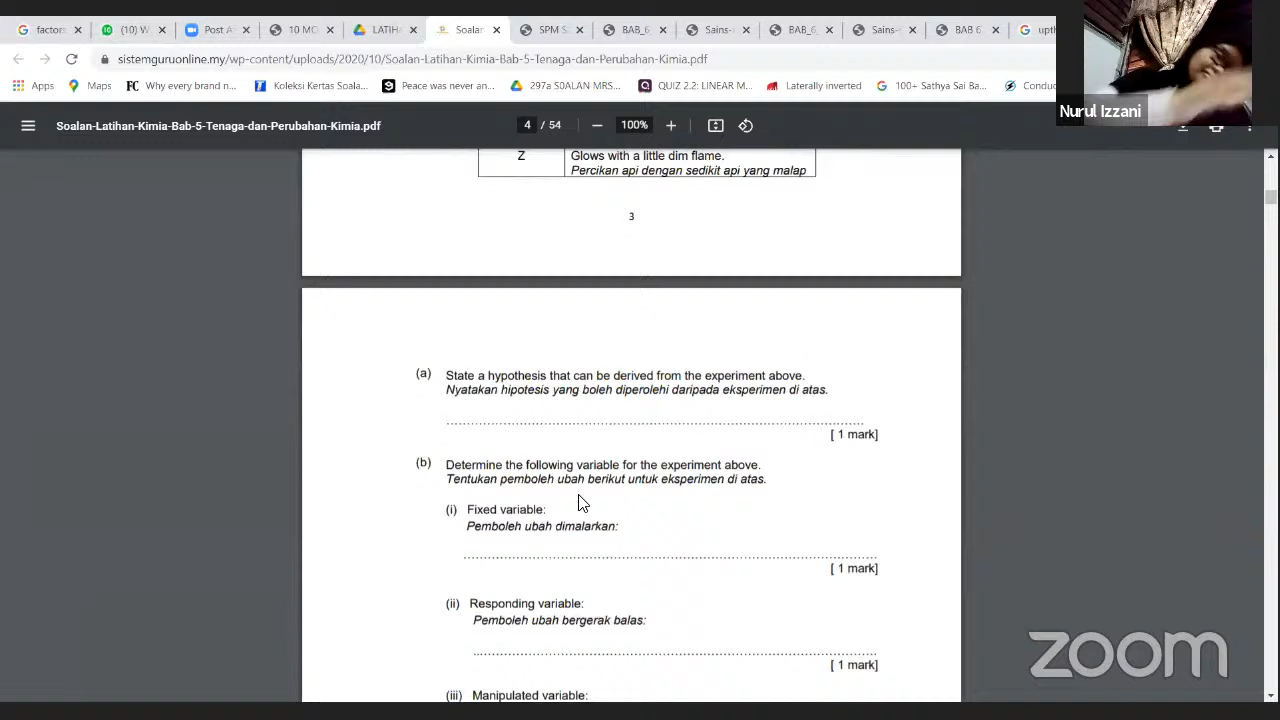 factors
(10) W
Post A
10 MC
LATIH
Soalan
SPM S
BAB_6_
Sains-
BAB_6_
Sains-
BAB 6
upth
sistemguruonline.my/wp-content/uploads/2020/10/Soalan-Latihan-Kimia-Bab-5-Tenaga-dan-Perubahan-Kimia.pdf
Apps
Maps
FC Why every brand n...
Koleksi Kertas Soala...
Peace was never an...
297a S0ALAN MRS...
QUIZ 2.2: LINEAR M...
Laterally inverted
100+ Sathya Sai Ba...
Conduc
Nurul Izzani
Soalan-Latihan-Kimia-Bab-5-Tenaga-dan-Perubahan-Kimia.pdf
4 / 54
100%
Z Glows with a little dim flame.
Percikan api dengan sedikit api yang malap
3
(a) State a hypothesis that can be derived from the experiment above.
Nyatakan hipotesis yang boleh diperolehi daripada eksperimen di atas.
[ 1 mark]
(b) Determine the following variable for the experiment above.
Tentukan pemboleh ubah berikut untuk eksperimen di atas.
(i) Fixed variable:
Pemboleh ubah dimalarkan:
[ 1 mark]
(ii) Responding variable:
Pemboleh ubah bergerak balas:
[ 1 mark]
(iii) Manipulated variable:
zoom